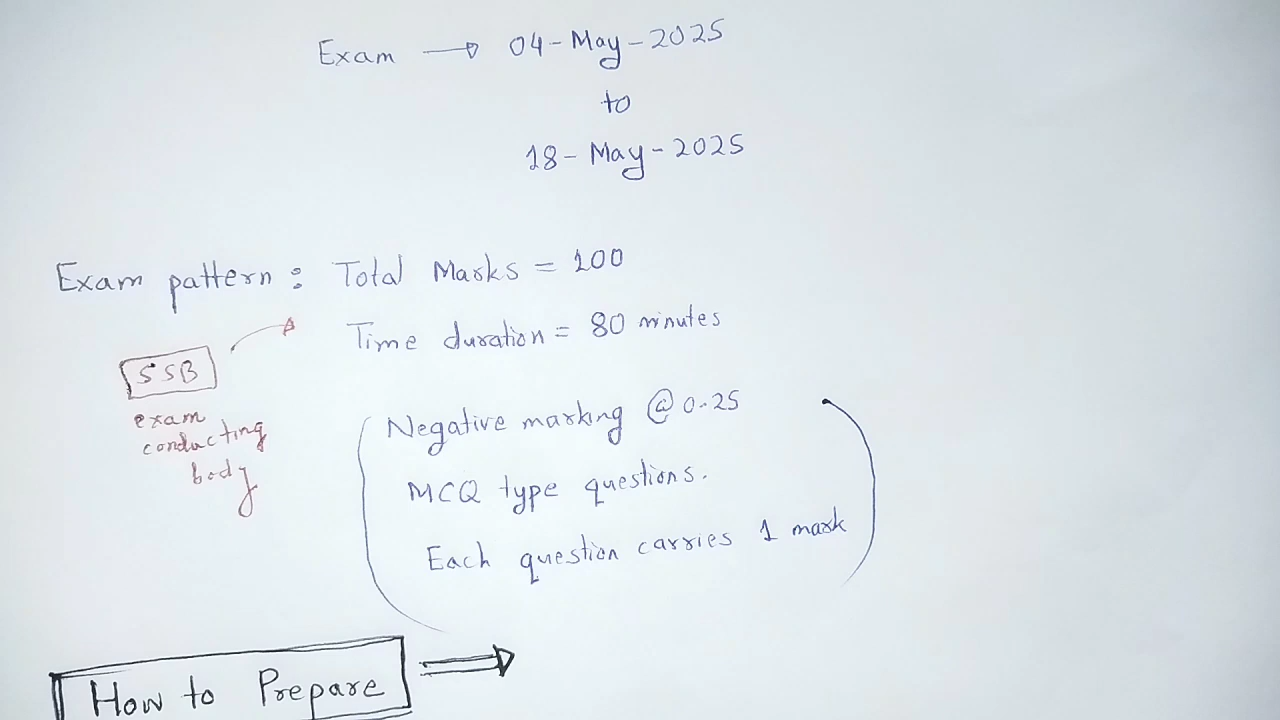 Exam → 04-May-2025
to
18-May-2025
Exam pattern: Total Marks = 100
Time duration = 80 minutes
SSB
exam
conducting
body
Negative marking @ 0.25
MCQ type questions.
Each question carries 1 mark
How to Prepare ⇒